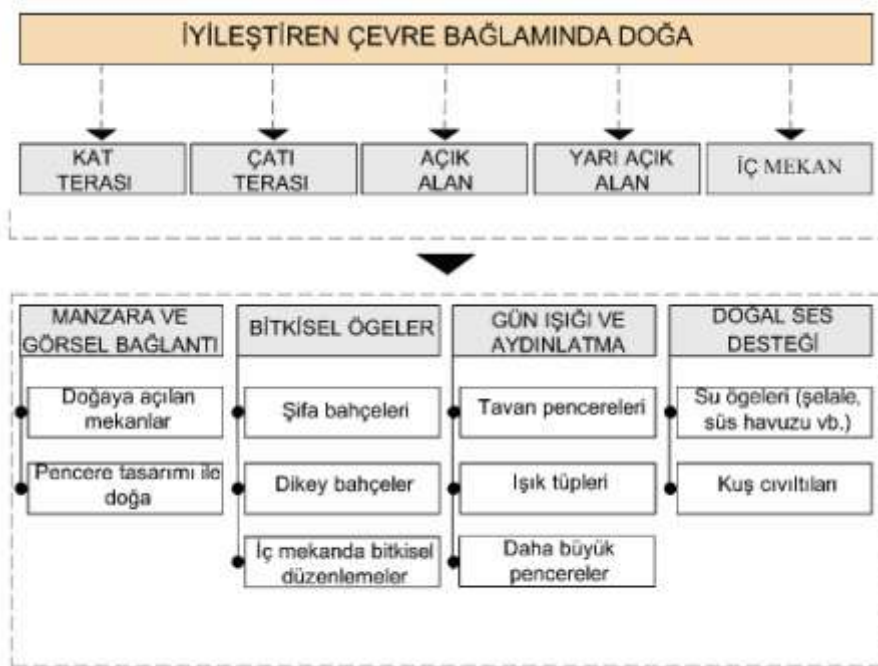 İYİLEŞTİREN ÇEVRE BAĞLAMINDA DOĞA
KAT
TERASI
ÇATI
TERASI
AÇIK
ALAN
YARI AÇIK
ALAN
İÇ MEKAN
MANZARA VE
GÖRSEL BAĞLANTI
Doğaya açılan
mekanlar
Pencere tasarımı ile
doğa
BİTKİSEL ÖGELER
Şifa bahçeleri
Dikey bahçeler
İç mekanda bitkisel
düzenlemeler
GÜN IŞIĞI VE
AYDINLATMA
Tavan pencereleri
Işık tüpleri
Daha büyük
pencereler
DOĞAL SES
DESTEĞİ
Su ögeleri (şelale,
süs havuzu vb.)
Kuş cıvıltıları